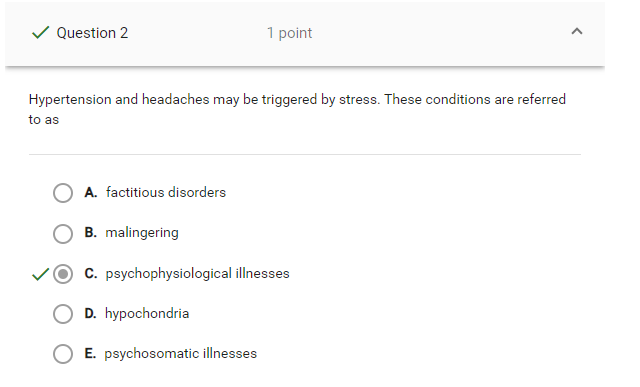 Question 2 1 point
Hypertension and headaches may be triggered by stress. These conditions are referred
to as
A. factitious disorders
B. malingering
C. psychophysiological illnesses
D. hypochondria
E. psychosomatic illnesses